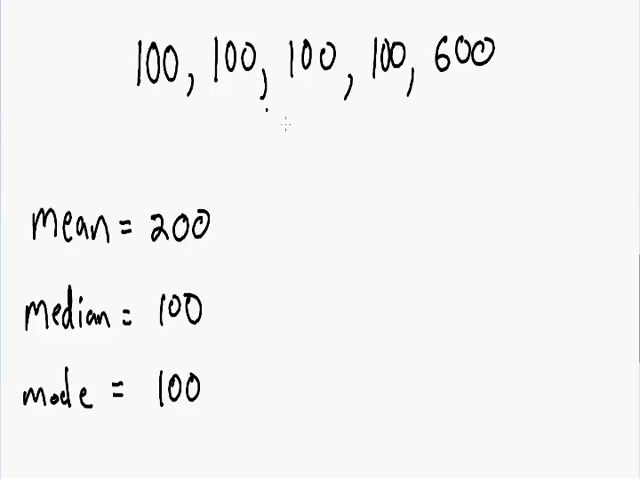 100, 100, 100, 100, 600
mean = 200
median = 100
mode = 100